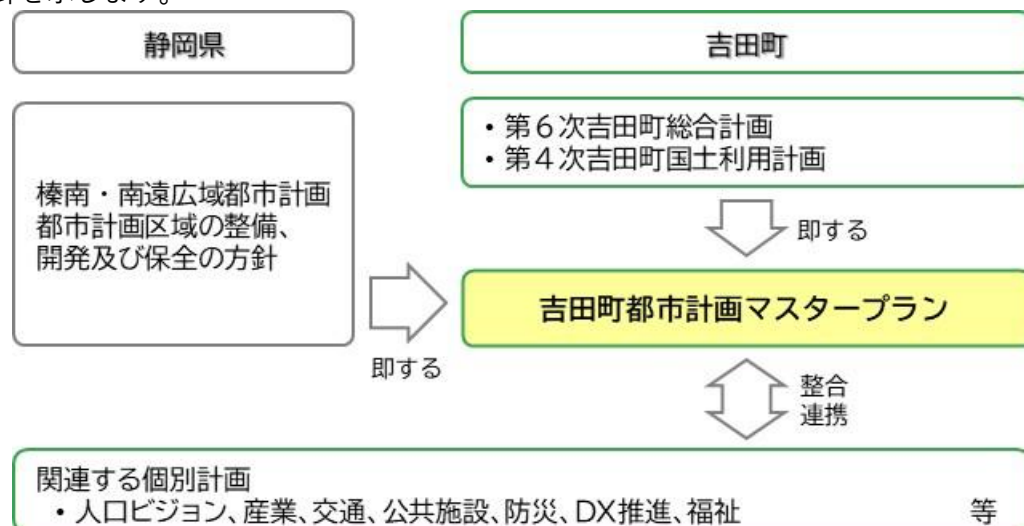 静岡県
吉田町
榛南・南遠広域都市計画
都市計画区域の整備、
開発及び保全の方針
・第6次吉田町総合計画
・第4次吉田町国土利用計画
即する
即する
吉田町都市計画マスタープラン
整合
連携
関連する個別計画
・人口ビジョン、産業、交通、公共施設、防災、DX推進、福祉 等